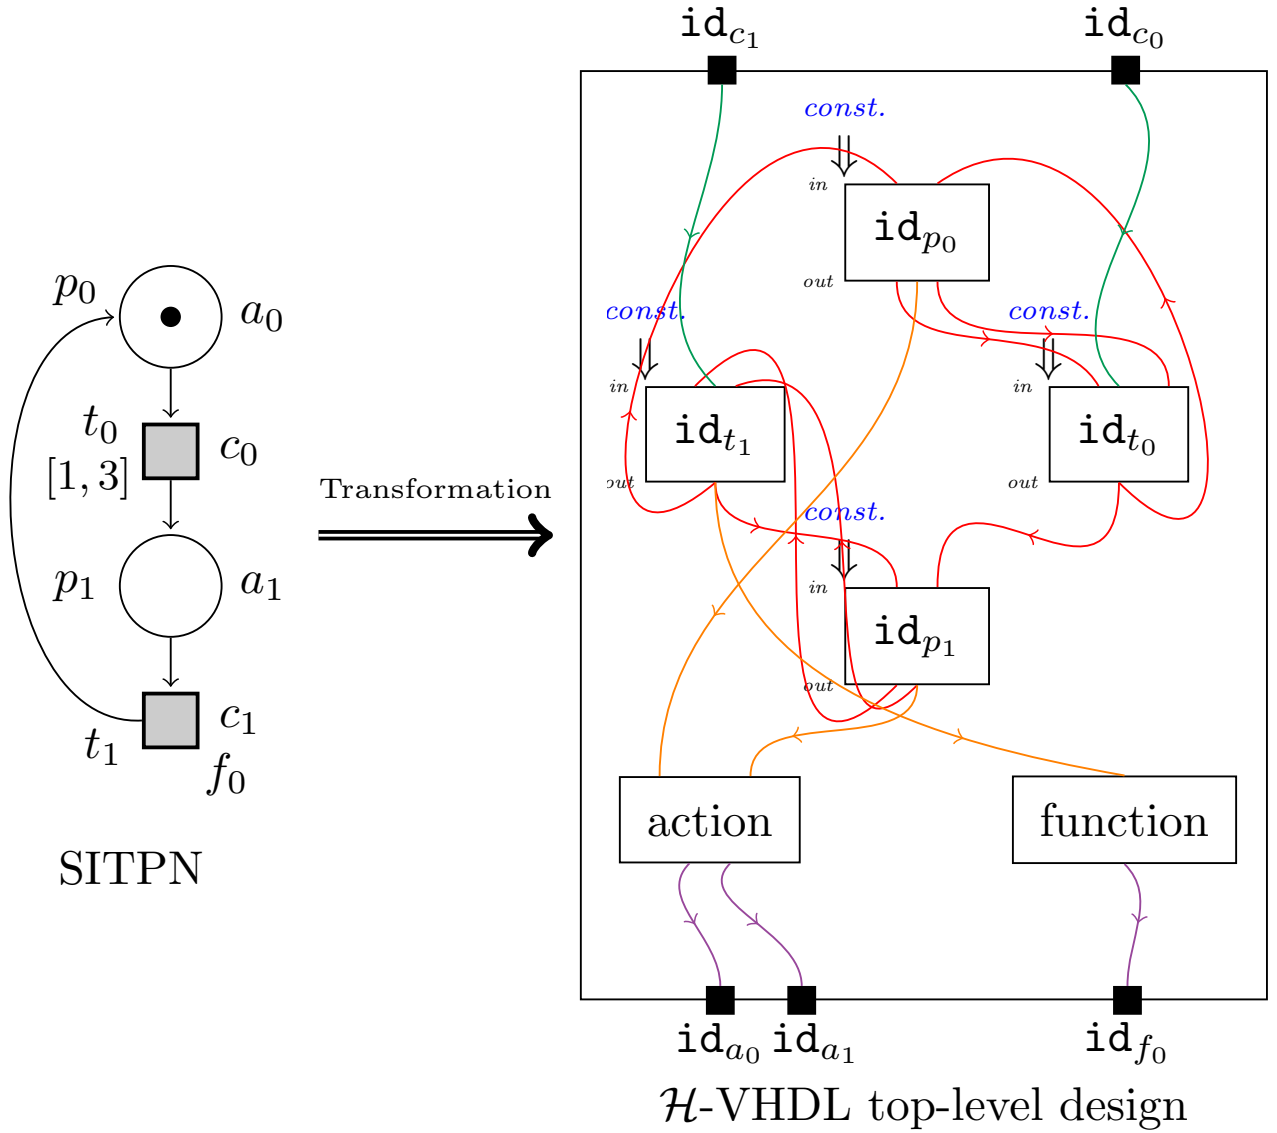 id_{c_1} id_{c_0}
const.
in
id_{p_0}
out
p_0 a_0
const. const.
in in
t_0 c_0
[1, 3]
id_{t_1} id_{t_0}
out out
Transformation
const.
in
p_1 a_1
id_{p_1}
out
t_1 c_1
f_0
action function
SITPN
id_{a_0} id_{a_1} id_{f_0}
ℋ-VHDL top-level design